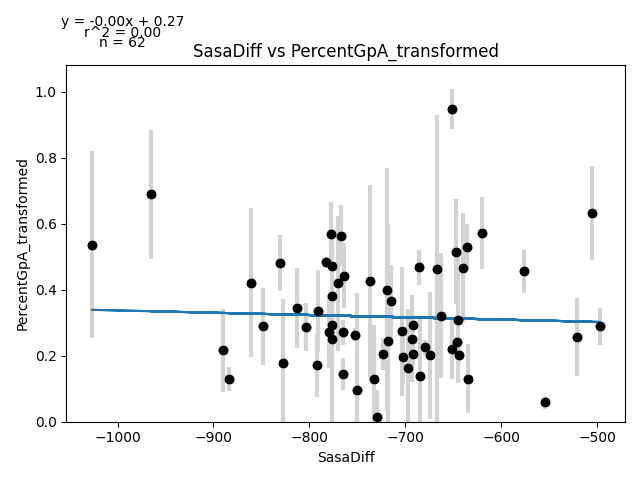 y = -0.00x + 0.27
r^2 = 0.00
n = 62
SasaDiff vs PercentGpA_transformed
1.0
0.8
0.6
0.4
0.2
0.0
PercentGpA_transformed
−1000 −900 −800 −700 −600 −500
SasaDiff